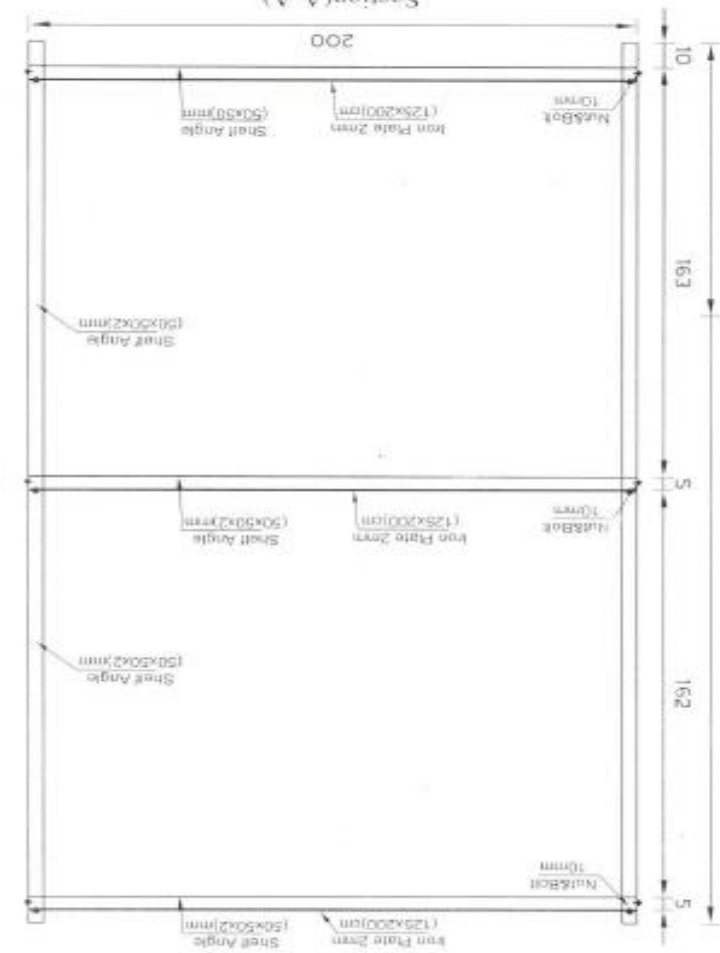 Iron Plate 2mm
(125x200)cm
Shelf Angle
(50x50x2)mm
5
Nut&Bolt
10mm
162
Shelf Angle
(50x50x2)mm
Nut&Bolt
10mm
Iron Plate 2mm
(125x200)cm
Shelf Angle
(50x50x2)mm
5
Shelf Angle
(50x50x2)mm
163
Nut&Bolt
10mm
Iron Plate 2mm
(125x200)cm
Shelf Angle
(50x50)mm
10
200
Section(A-A)